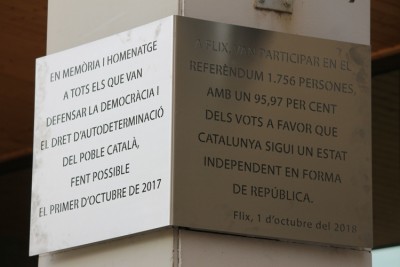 EN MEMÒRIA I HOMENATGE
A TOTS ELS QUE VAN
DEFENSAR LA DEMOCRÀCIA I
EL DRET D'AUTODETERMINACIÓ
DEL POBLE CATALÀ,
FENT POSSIBLE
EL PRIMER D'OCTUBRE DE 2017
A FLIX, PARTICIPAR EN EL
REFERÈNDUM 1.756 PERSONES,
AMB UN 95,97 PER CENT
DELS VOTS A FAVOR QUE
CATALUNYA SIGUI UN ESTAT
INDEPENDENT EN FORMA
DE REPÚBLICA.
Flix, 1 d'octubre del 2018